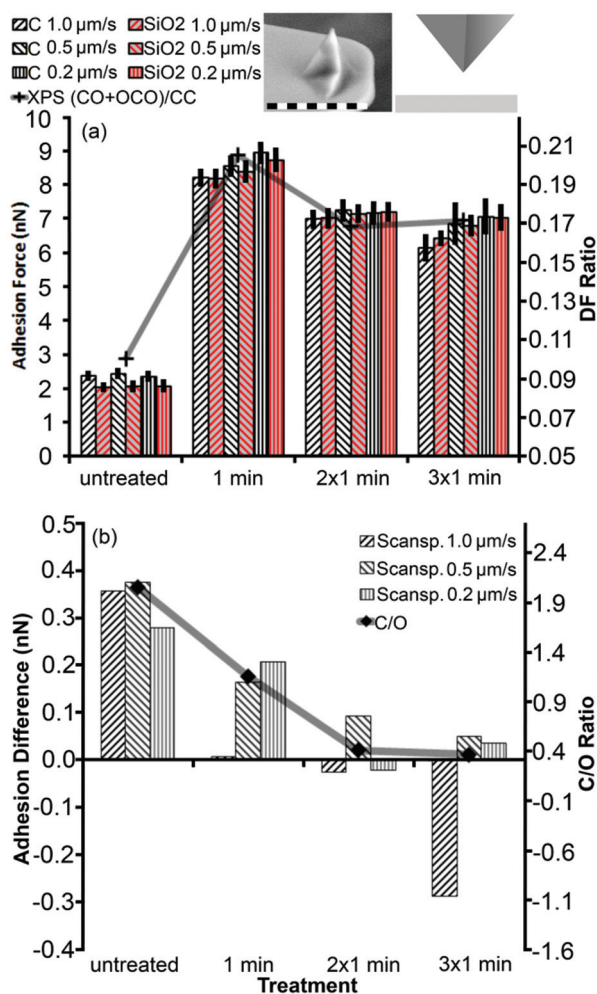 C 1.0 μm/s SiO2 1.0 μm/s
C 0.5 μm/s SiO2 0.5 μm/s
C 0.2 μm/s SiO2 0.2 μm/s
XPS (CO+OCO)/CC
(a)
Adhesion Force (nN)
10
9
8
7
6
5
4
3
2
1
0
0.21
0.19
0.17
0.15
0.13
0.11
0.09
0.07
0.05
DF Ratio
untreated 1 min 2x1 min 3x1 min
(b)
Scansp. 1.0 μm/s
Scansp. 0.5 μm/s
Scansp. 0.2 μm/s
C/O
Adhesion Difference (nN)
0.5
0.4
0.3
0.2
0.1
0.0
-0.1
-0.2
-0.3
-0.4
2.4
1.9
1.4
0.9
0.4
-0.1
-0.6
-1.1
-1.6
C/O Ratio
untreated 1 min 2x1 min 3x1 min
Treatment